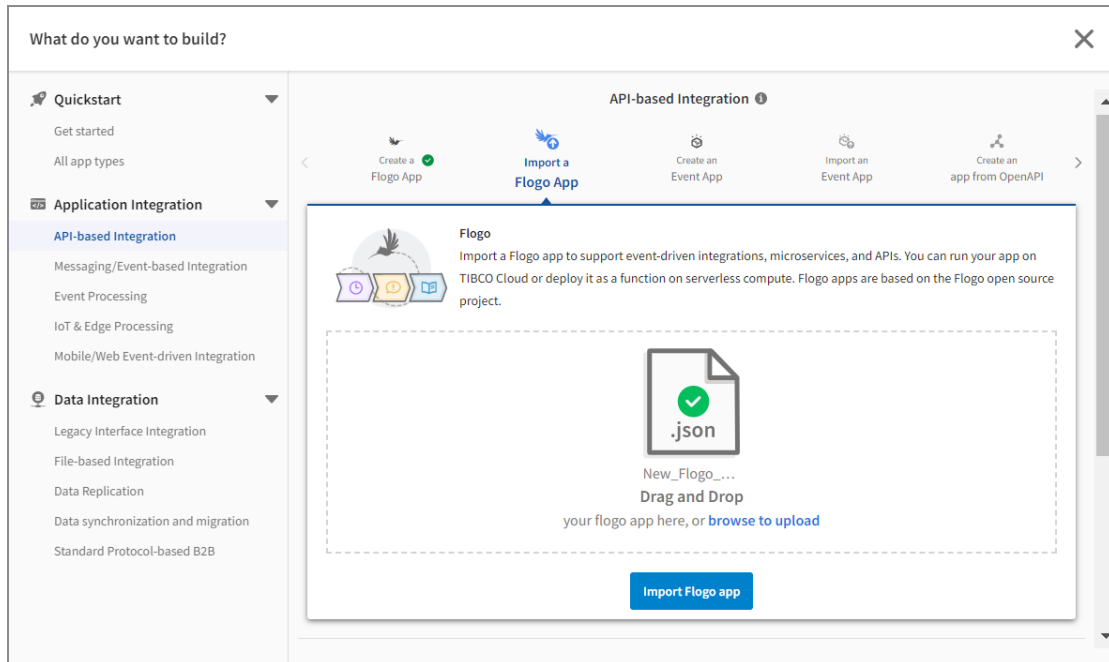 What do you want to build?
Quickstart
Get started
All app types
Application Integration
API-based Integration
Messaging/Event-based Integration
Event Processing
IoT & Edge Processing
Mobile/Web Event-driven Integration
Data Integration
Legacy Interface Integration
File-based Integration
Data Replication
Data synchronization and migration
Standard Protocol-based B2B
API-based Integration
Create a
Flogo App
Import a
Flogo App
Create an
Event App
Import an
Event App
Create an
app from OpenAPI
Flogo
Import a Flogo app to support event-driven integrations, microservices, and APIs. You can run your app on
TIBCO Cloud or deploy it as a function on serverless compute. Flogo apps are based on the Flogo open source
project.
.json
New_Flogo_...
Drag and Drop
your flogo app here, or browse to upload
Import Flogo app